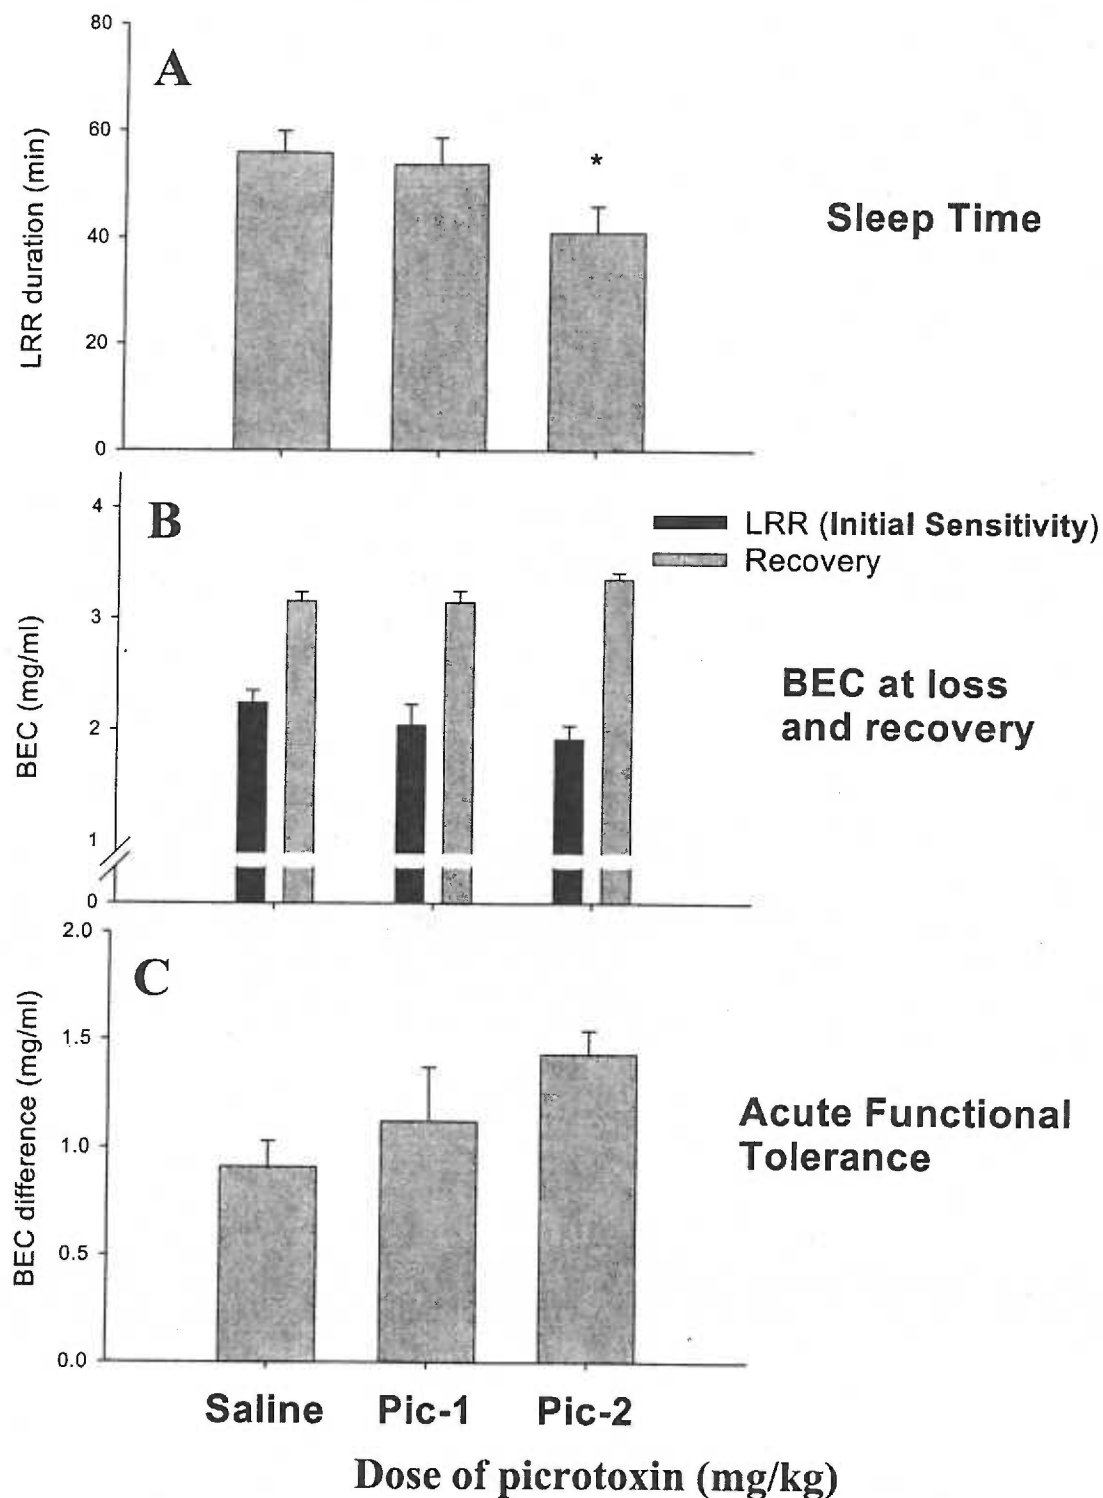 80
A
60
*
40
20
0
LRR duration (min)
Sleep Time
4
B
LRR (Initial Sensitivity)
Recovery
3
2
1
0
BEC (mg/ml)
BEC at loss
and recovery
2.0
C
1.5
1.0
0.5
0.0
BEC difference (mg/ml)
Acute Functional
Tolerance
Saline Pic-1 Pic-2
Dose of picrotoxin (mg/kg)